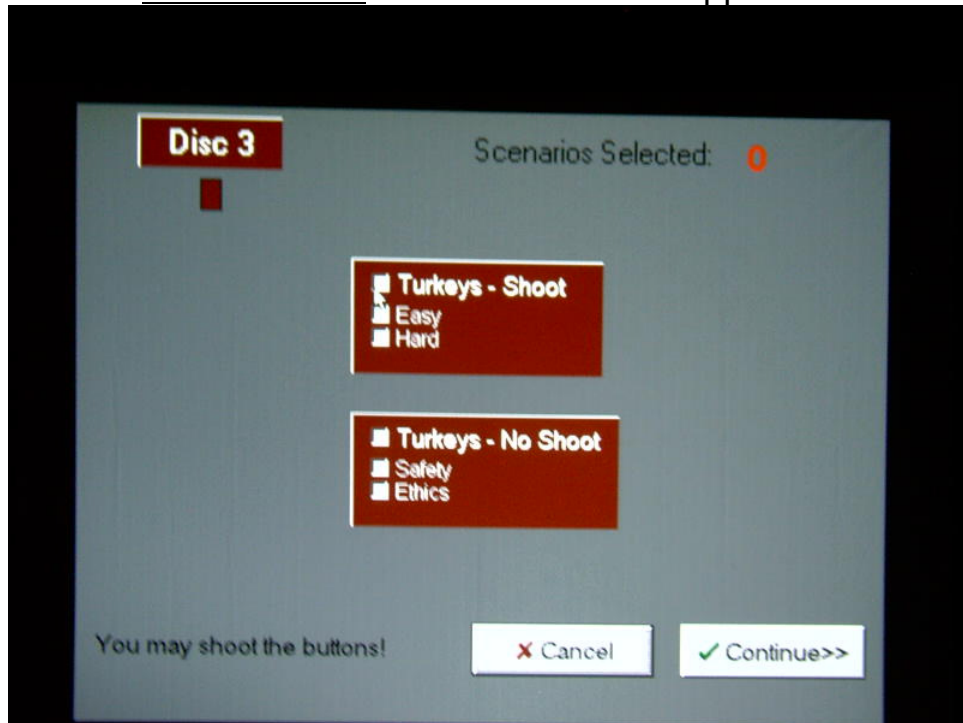 Disc 3
Scenarios Selected: 0
Turkeys - Shoot
Easy
Hard
Turkeys - No Shoot
Safety
Ethics
You may shoot the buttons!
Cancel
Continue>>